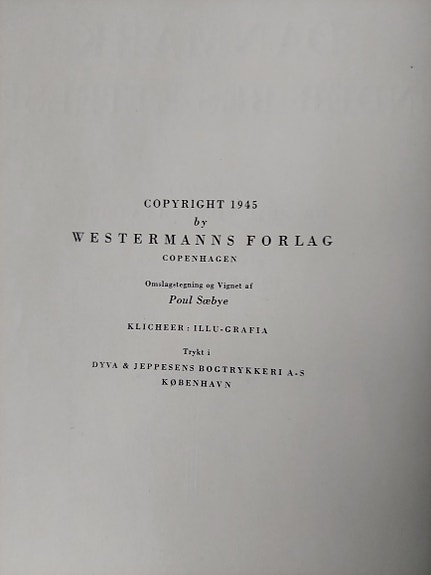 COPYRIGHT 1945
by
WESTERMANNS FORLAG
COPENHAGEN
Omslagstegning og Vignet af
Poul Sæbye
KLICHEER: ILLU-GRAFIA
Trykt i
DYVA & JEPPESENS BOGTRYKKERI A-S
KØBENHAVN